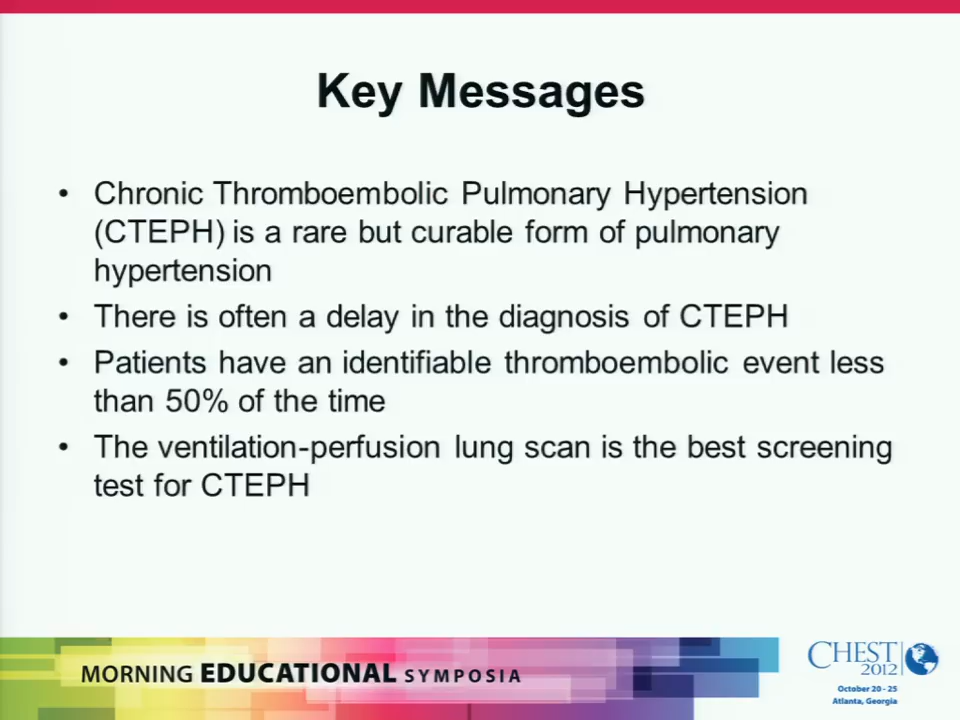 Key Messages
• Chronic Thromboembolic Pulmonary Hypertension
(CTEPH) is a rare but curable form of pulmonary
hypertension
• There is often a delay in the diagnosis of CTEPH
• Patients have an identifiable thromboembolic event less
than 50% of the time
• The ventilation-perfusion lung scan is the best screening
test for CTEPH
MORNING EDUCATIONAL SYMPOSIA
CHEST
2012
October 20 - 25
Atlanta, Georgia